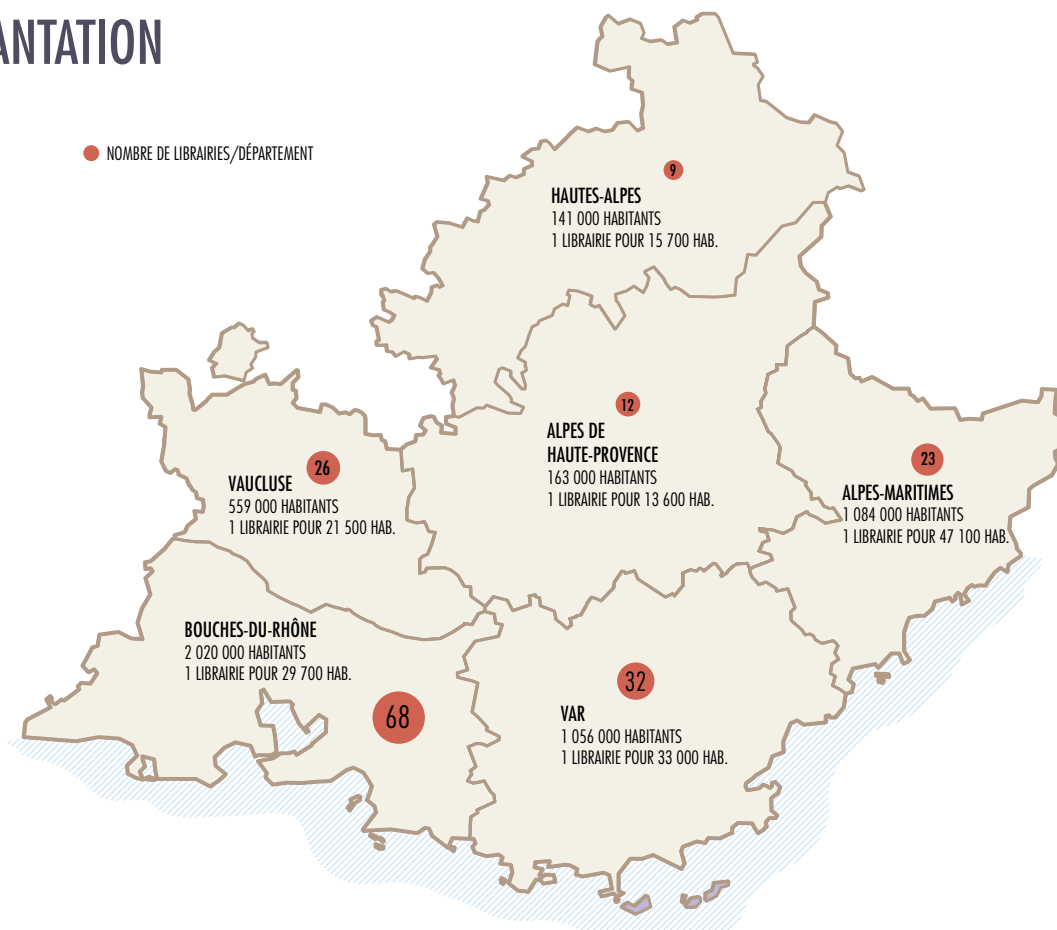 ANTATION
NOMBRE DE LIBRAIRIES/DÉPARTEMENT
9
HAUTES-ALPES
141 000 HABITANTS
1 LIBRAIRIE POUR 15 700 HAB.
12
ALPES DE
HAUTE-PROVENCE
163 000 HABITANTS
1 LIBRAIRIE POUR 13 600 HAB.
26
VAUCLUSE
559 000 HABITANTS
1 LIBRAIRIE POUR 21 500 HAB.
23
ALPES-MARITIMES
1 084 000 HABITANTS
1 LIBRAIRIE POUR 47 100 HAB.
BOUCHES-DU-RHÔNE
2 020 000 HABITANTS
1 LIBRAIRIE POUR 29 700 HAB.
68
32
VAR
1 056 000 HABITANTS
1 LIBRAIRIE POUR 33 000 HAB.